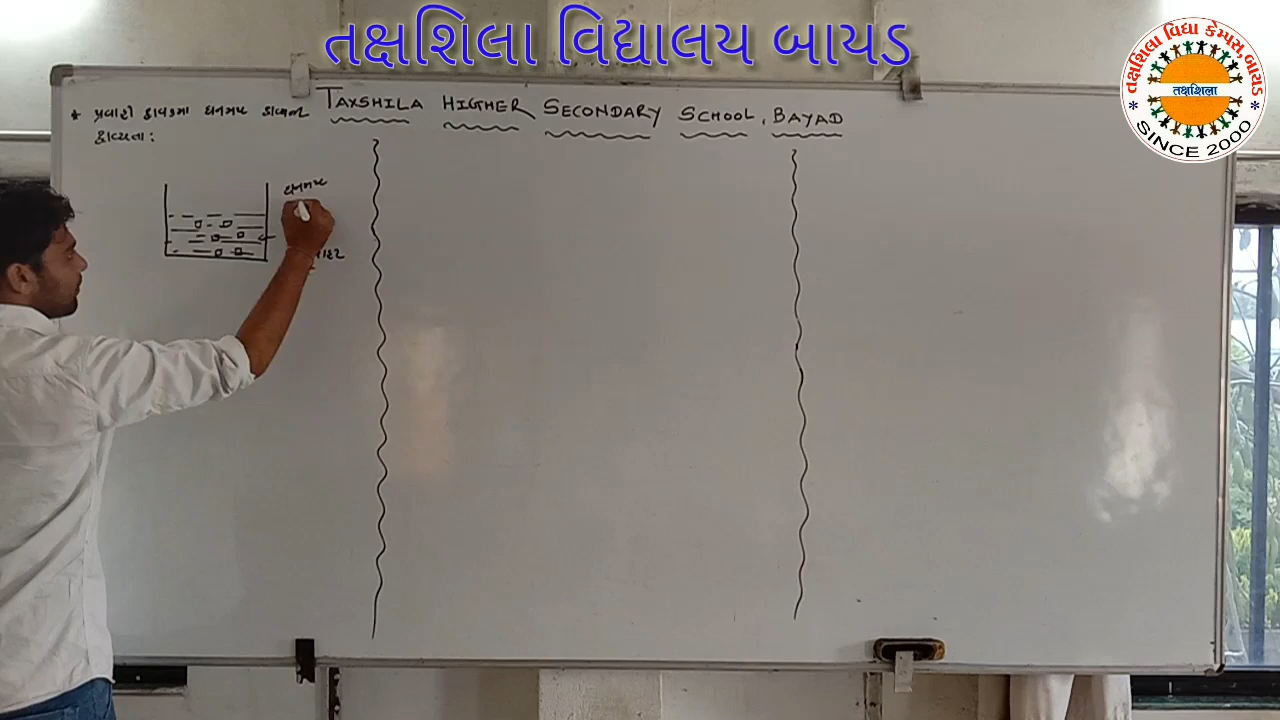 તક્ષશિલા વિદ્યાલય બાયડ
તક્ષશિલા વિદ્યા કેમ્પસ, બાયડ
તક્ષશિલા
SINCE 2000
TAXSHILA HIGHER SECONDARY SCHOOL, BAYAD
* પ્રવાહી દ્રાવકમાં ઘનમય દ્રાવ્યની
દ્રાવ્યતા :
ઘનમય